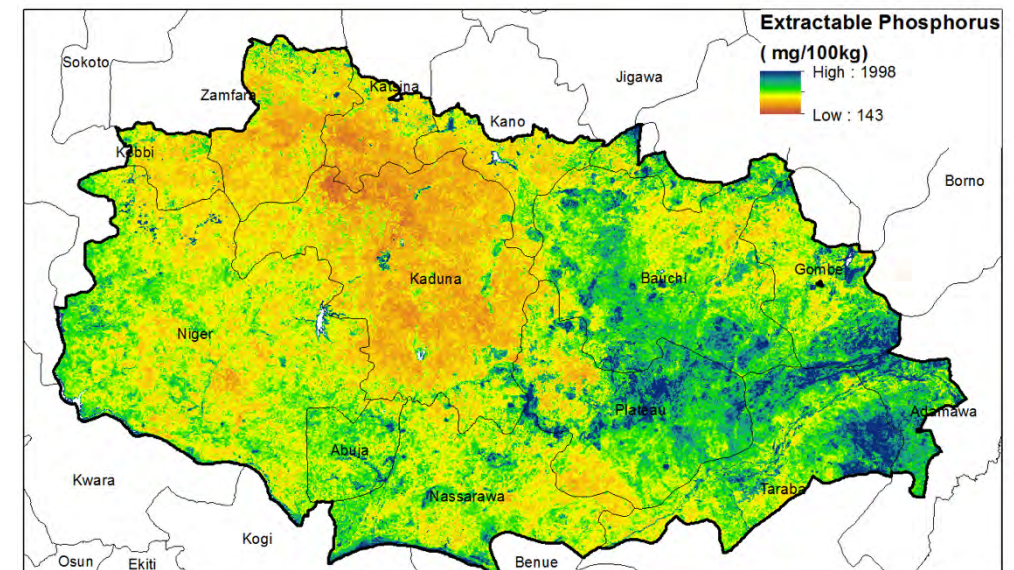 Extractable Phosphorus
( mg/100kg)
High : 1998
Low : 143
Sokoto
Jigawa
Katsina
Zamfara
Kano
Kebbi
Borno
Gombe
Bauchi
Kaduna
Niger
Plateau
Adamawa
Abuja
Kwara
Taraba
Nassarawa
Kogi
Osun
Ekiti
Benue